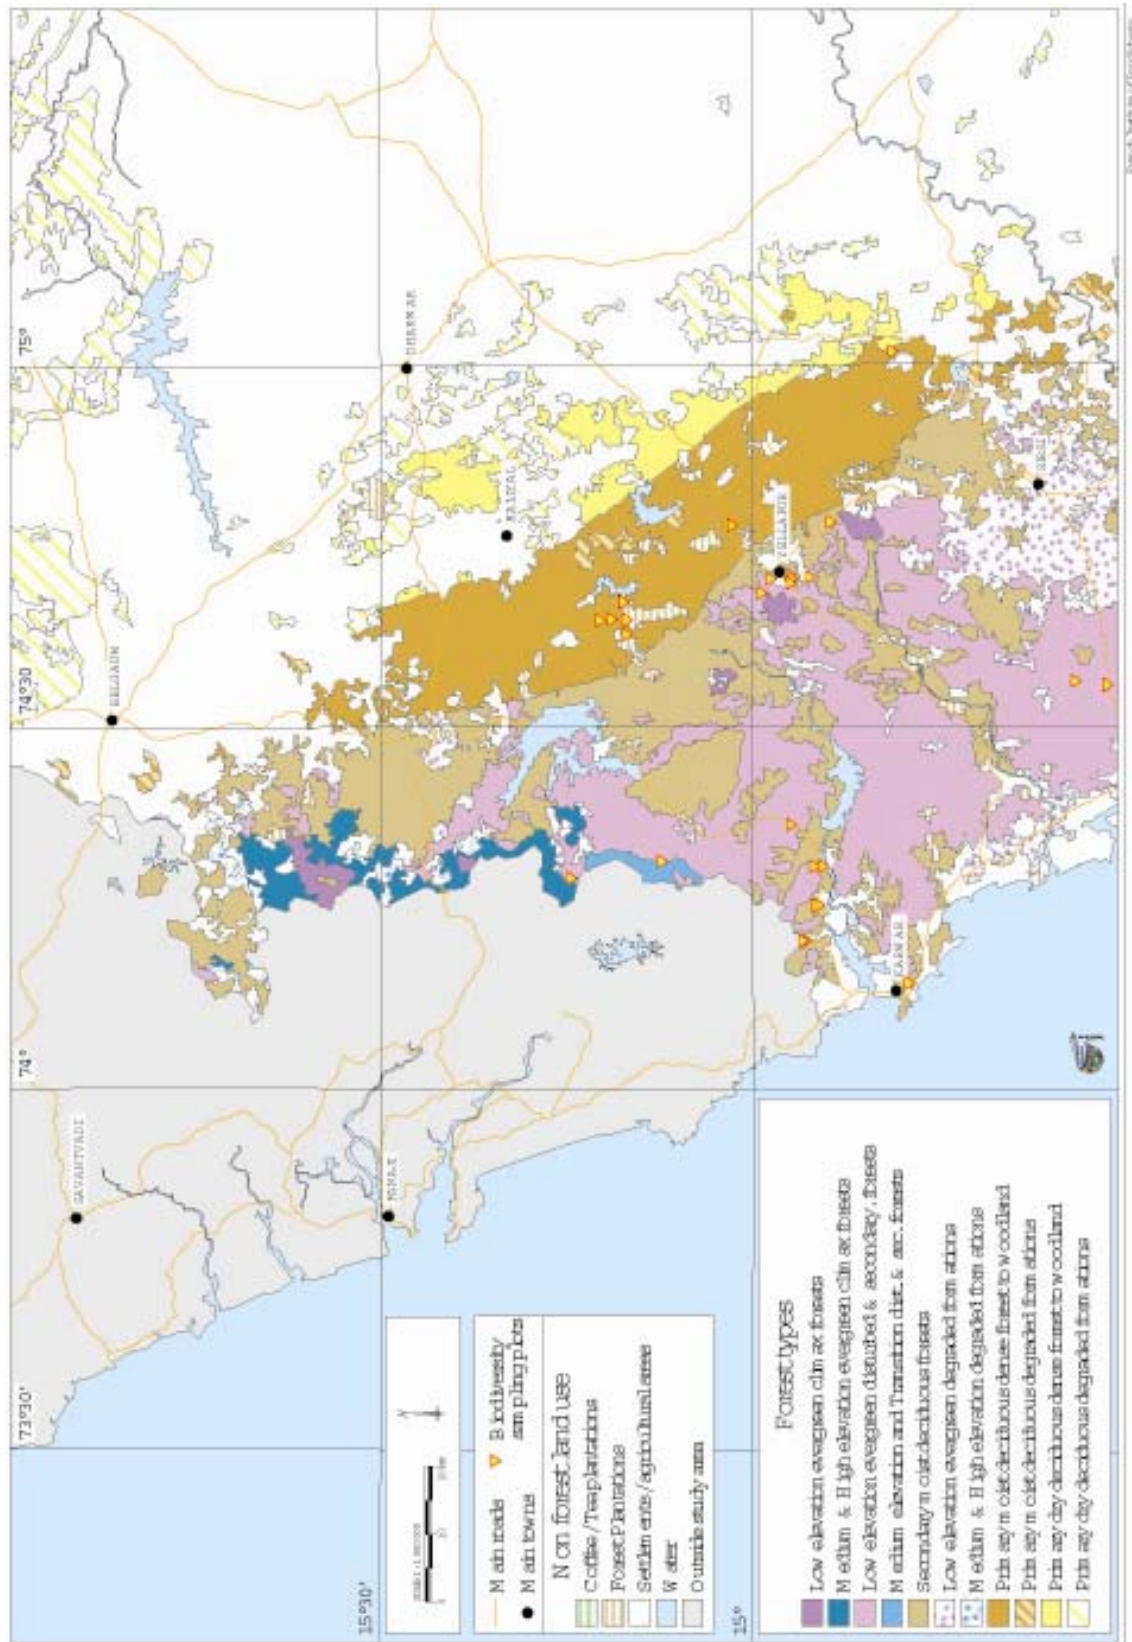 73°30'
74°
74°30
75°
15°30'
15°
SAVANTVADI
BELGAUM
PANAJI
DHARWAR
HALIYAL
YELLAPUR
KARWAR
SIRSI
Main roads
Main towns
Biodiversity
sampling plots
Non forest land use
Coffee / Tea plantations
Forest Plantations
Settlements / agricultural areas
Water
Outside study area
Forest types
Low elevation evergreen climax forests
Medium & High elevation evergreen climax forests
Low elevation evergreen disturbed & secondary, forests
Medium elevation and Transition dist. & sec. forests
Secondary moist deciduous forests
Low elevation evergreen degraded formations
Medium & High elevation degraded formations
Primary moist deciduous dense forest to woodland
Primary moist deciduous degraded formations
Primary dry deciduous dense forest to woodland
Primary dry deciduous degraded formations